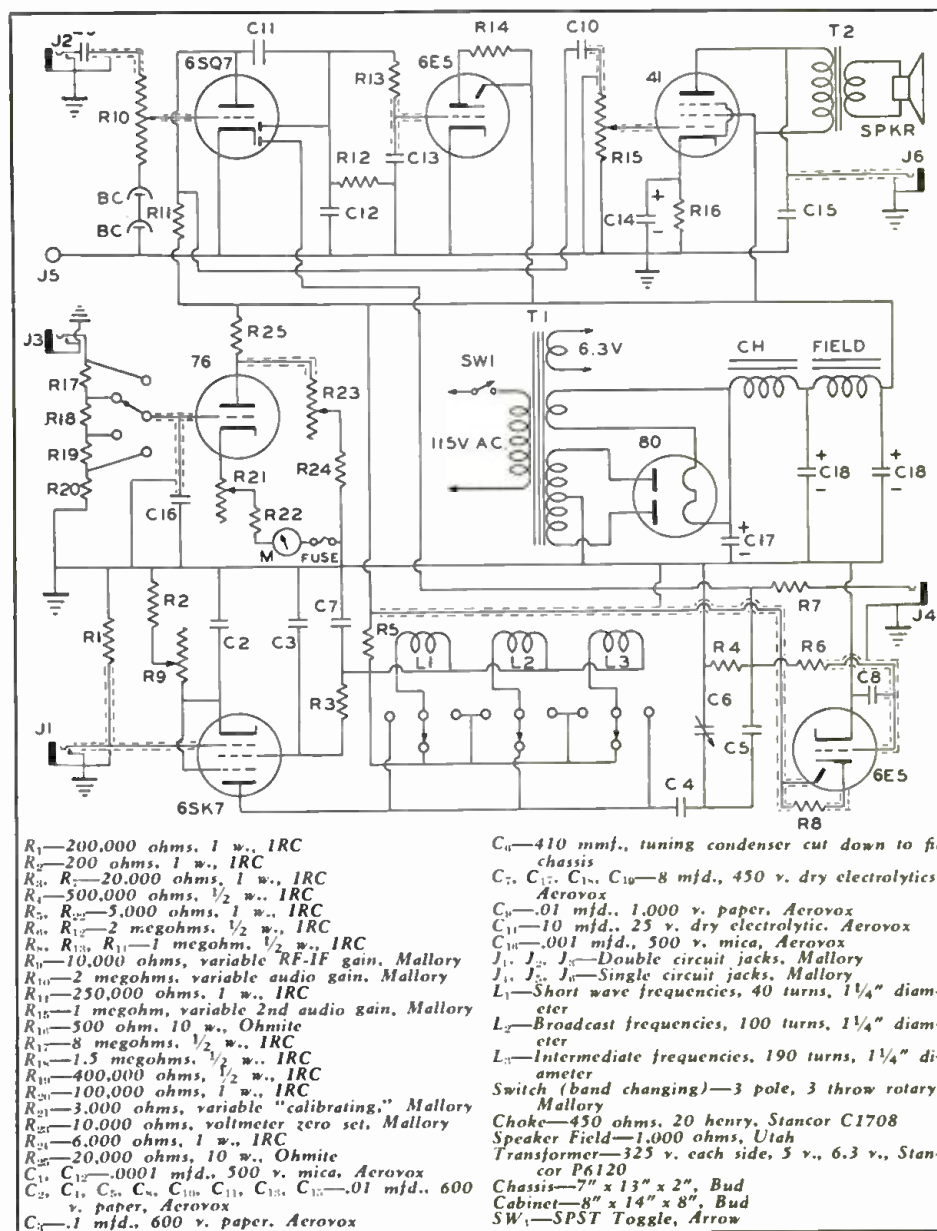 J2
C11
6SQ7
R13
6E5
R14
C10
41
T2
SPKR
R10
R12
C13
R15
J6
BC
BC
R11
C12
C14
+
-
R16
C15
J5
J3
R25
76
R17
R18
R19
R20
R23
R24
C16
R21
R22
M
FUSE
T1
6.3V
SW1
115V AC.
80
CH
FIELD
+
C18
-
+
C18
-
+
C17
-
R1
R2
C2
C3
C7
R5
R7
J4
R9
R3
L1
L2
L3
R4
R6
C6
C5
C8
J1
6SK7
C4
6E5
R8
R1—200,000 ohms, 1 w., IRC
R2—200 ohms, 1 w., IRC
R3, R7—20,000 ohms, 1 w., IRC
R4—500,000 ohms, 1/2 w., IRC
R5, R22—5,000 ohms, 1 w., IRC
R6, R12—2 megohms, 1/2 w., IRC
R8, R13, R14—1 megohm, 1/2 w., IRC
R9—10,000 ohms, variable RF-IF gain, Mallory
R10—2 megohms, variable audio gain, Mallory
R11—250,000 ohms, 1 w., IRC
R15—1 megohm, variable 2nd audio gain, Mallory
R16—500 ohm, 10 w., Ohmite
R17—8 megohms, 1/2 w., IRC
R18—1.5 megohms, 1/2 w., IRC
R19—400,000 ohms, 1/2 w., IRC
R20—100,000 ohms, 1 w., IRC
R21—3,000 ohms, variable "calibrating," Mallory
R23—10,000 ohms, voltmeter zero set, Mallory
R24—6,000 ohms, 1 w., IRC
R25—20,000 ohms, 10 w., Ohmite
C1, C12—.0001 mfd., 500 v. mica, Aerovox
C2, C4, C5, C8, C10, C11, C13, C15—.01 mfd., 600
v. paper, Aerovox
C3—.1 mfd., 600 v. paper, Aerovox
C6—410 mmf., tuning condenser cut down to fi
chassis
C7, C17, C18, C19—8 mfd., 450 v. dry electrolytics
Aerovox
C9—.01 mfd., 1,000 v. paper, Aerovox
C14—10 mfd., 25 v. dry electrolytic, Aerovox
C16—.001 mfd., 500 v. mica, Aerovox
J1, J2, J3—Double circuit jacks, Mallory
J4, J5, J6—Single circuit jacks, Mallory
L1—Short wave frequencies, 40 turns, 1 1/4" diam-
eter
L2—Broadcast frequencies, 100 turns, 1 1/4" diam-
eter
L3—Intermediate frequencies, 190 turns, 1 1/4" di-
ameter
Switch (band changing)—3 pole, 3 throw rotary
Mallory
Choke—450 ohms, 20 henry, Stancor C1708
Speaker Field—1,000 ohms, Utah
Transformer—325 v. each side, 5 v., 6.3 v., Stan-
cor P6120
Chassis—7" x 13" x 2", Bud
Cabinet—8" x 14" x 8", Bud
SW1—SPST Toggle, Arrow